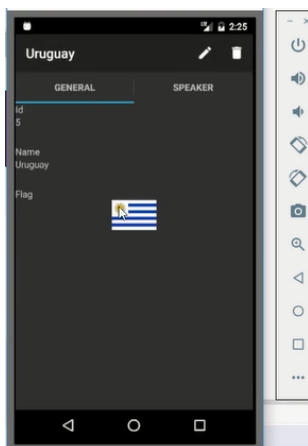 2:25
Uruguay
GENERAL SPEAKER
Id
5
Name
Uruguay
Flag